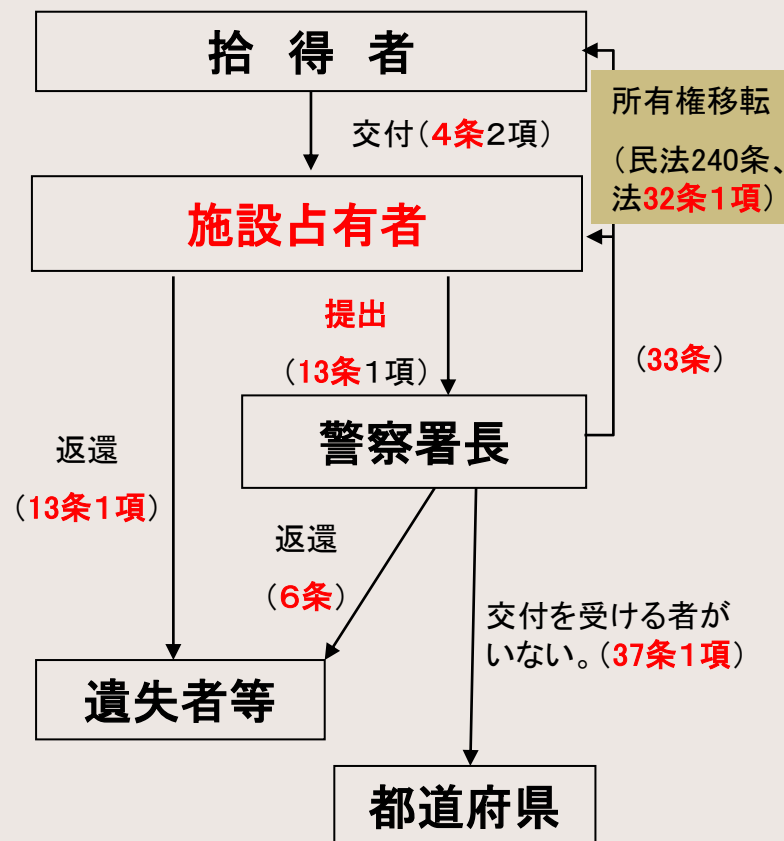 拾　得　者
交付（４条２項）
所有権移転
（民法240条、
法32条１項）
施設占有者
提出
（13条１項）
（33条）
警察署長
返還
（13条１項）
返還
（６条）
交付を受ける者が
いない。（37条１項）
遺失者等
都道府県